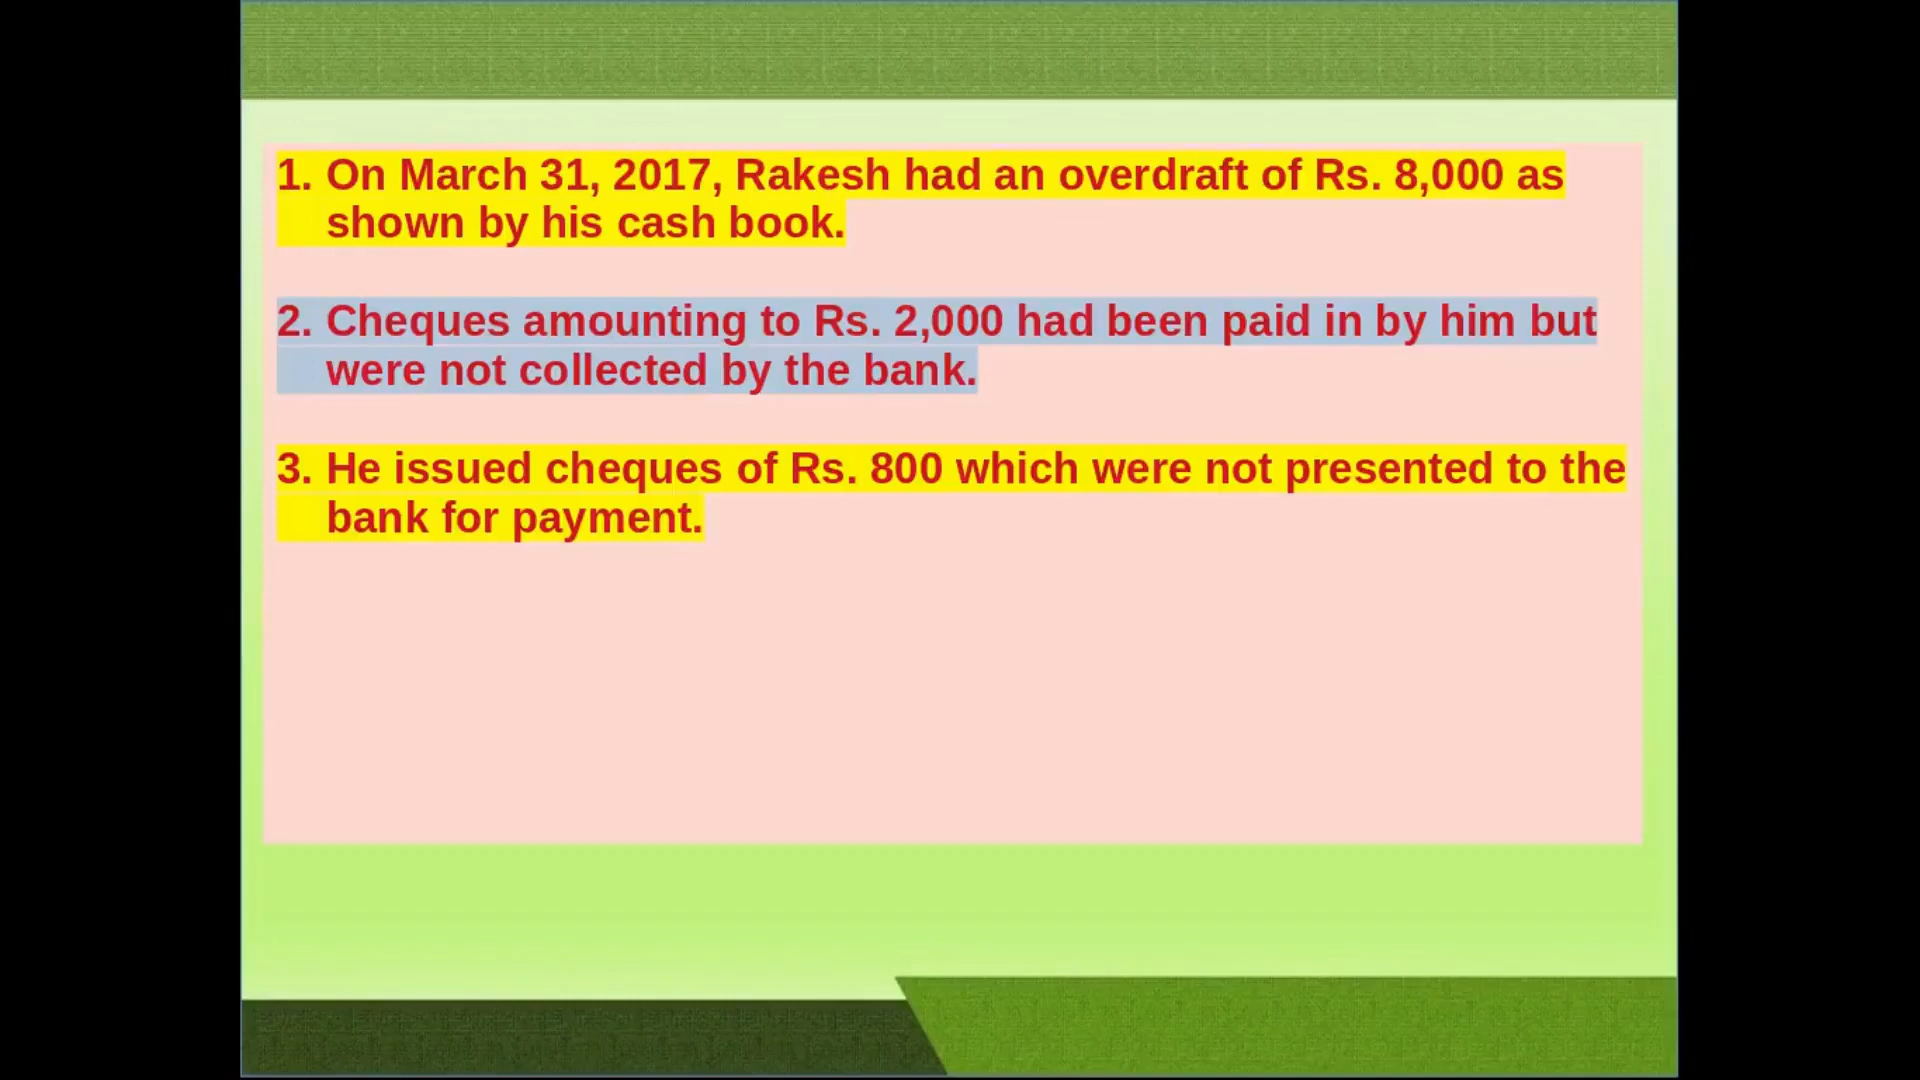 1. On March 31, 2017, Rakesh had an overdraft of Rs. 8,000 as
shown by his cash book.
2. Cheques amounting to Rs. 2,000 had been paid in by him but
were not collected by the bank.
3. He issued cheques of Rs. 800 which were not presented to the
bank for payment.